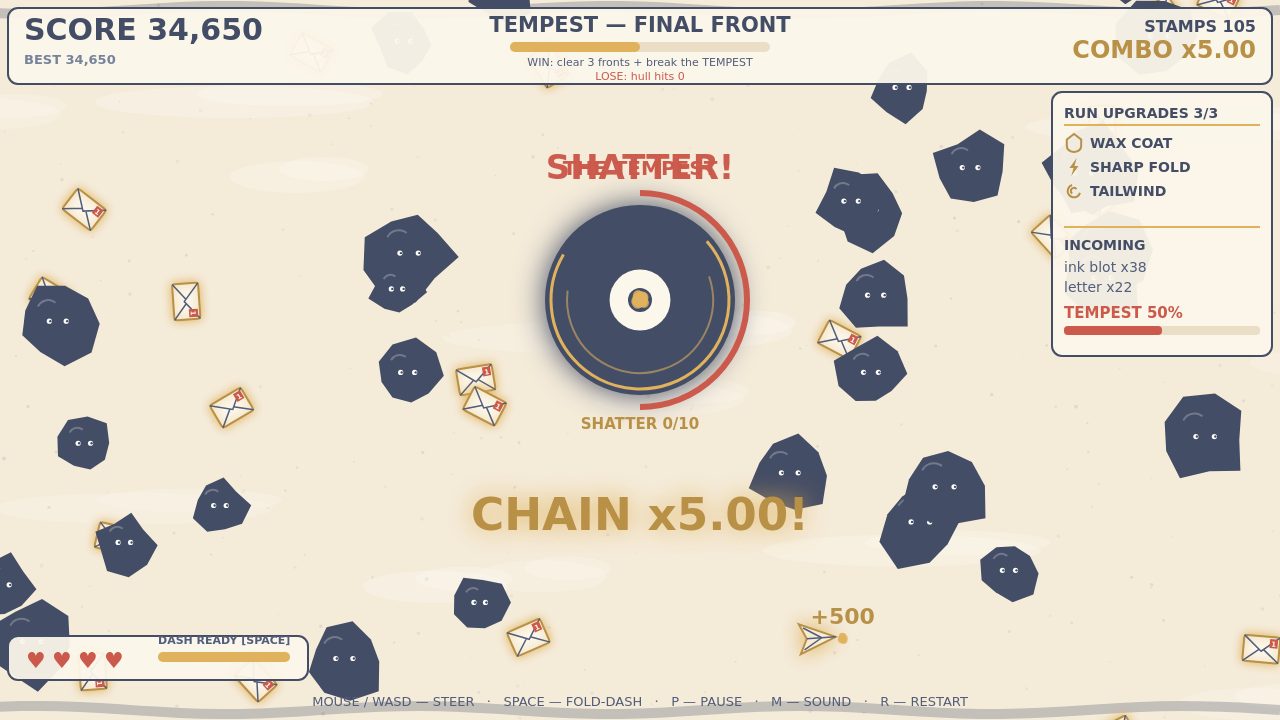 SCORE 34,650
BEST 34,650
TEMPEST — FINAL FRONT
WIN: clear 3 fronts + break the TEMPEST
LOSE: hull hits 0
STAMPS 105
COMBO x5.00
RUN UPGRADES 3/3
WAX COAT
SHARP FOLD
TAILWIND
INCOMING
ink blot x38
letter x22
TEMPEST 50%
SHATTER!
THE TEMPEST
SHATTER 0/10
CHAIN x5.00!
+500
DASH READY [SPACE]
MOUSE / WASD — STEER · SPACE — FOLD-DASH · P — PAUSE · M — SOUND · R — RESTART